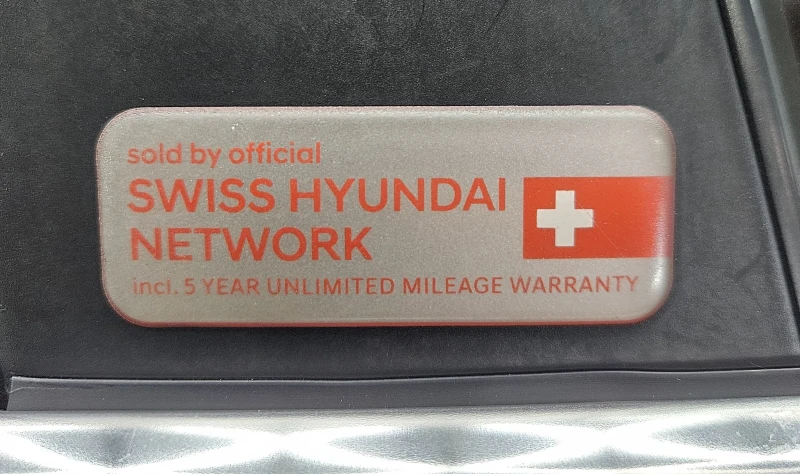 sold by official
SWISS HYUNDAI
NETWORK
incl. 5 YEAR UNLIMITED MILEAGE WARRANTY